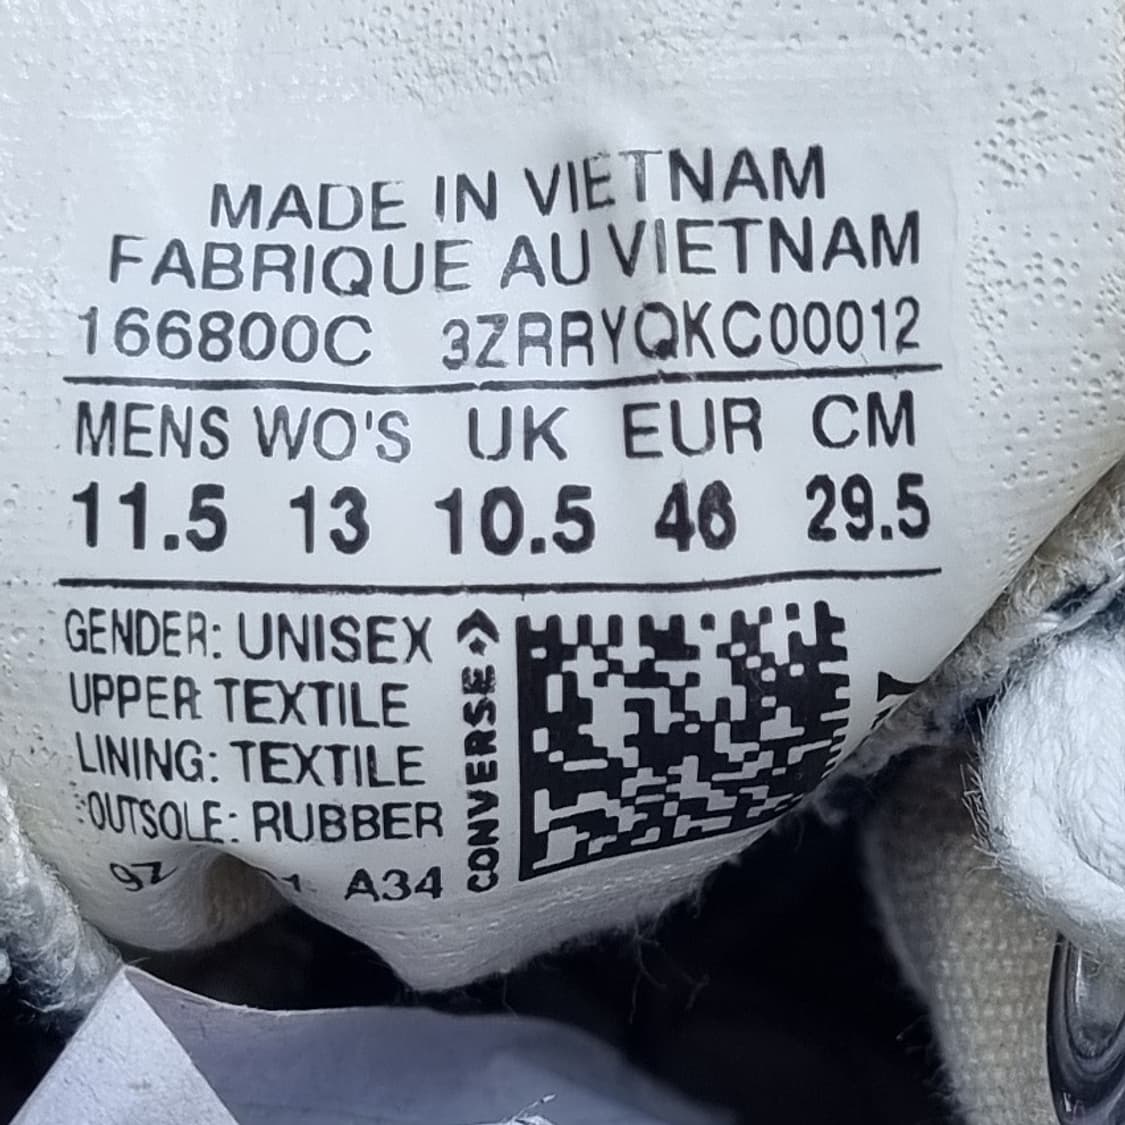 MADE IN VIETNAM
FABRIQUE AU VIETNAM
166800C 3ZRRYQKC00012
MENS WO'S UK EUR CM
11.5 13 10.5 46 29.5
GENDER: UNISEX
UPPER TEXTILE
LINING: TEXTILE
OUTSOLE: RUBBER
A34
CONVERSE